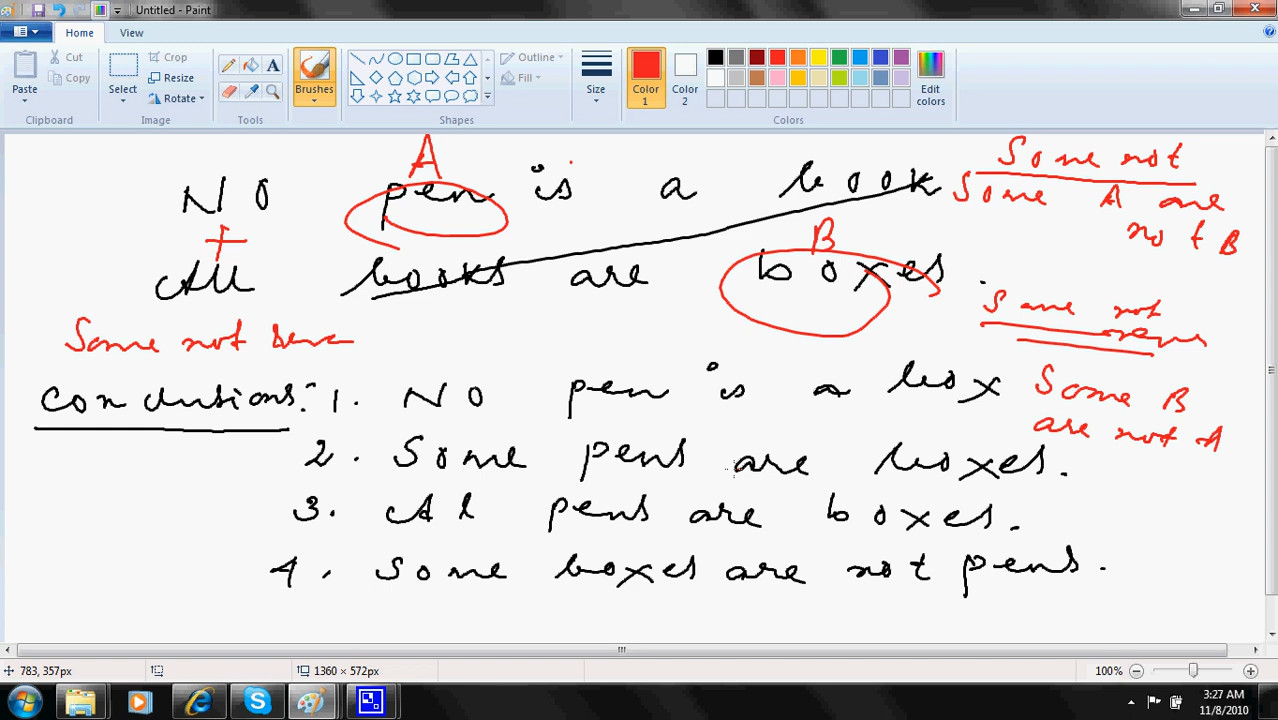 Untitled - Paint
Home View
Paste
Cut
Copy
Clipboard
Select
Crop
Resize
Rotate
Image
Tools
Brushes
Shapes
Outline
Fill
Size
Color 1
Color 2
Edit colors
Colors
A
NO pen is a book
Some not
Some A are not B
+
B
All books are boxes.
Some not
Some not
Conclusions: 1. NO pen is a box
Some B are not A
2. Some pens are boxes.
3. Al pens are boxes.
4. Some boxes are not pens.
783, 357px
1360 × 572px
100%
3:27 AM
11/8/2010